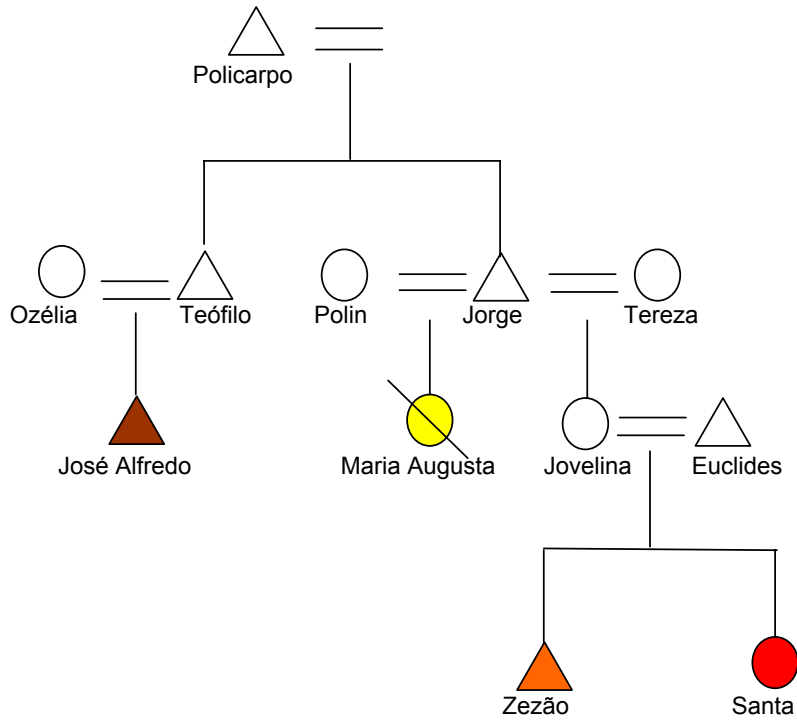 Policarpo
Ozélia Teófilo Polin Jorge Tereza
José Alfredo Maria Augusta Jovelina Euclides
Zezão Santa